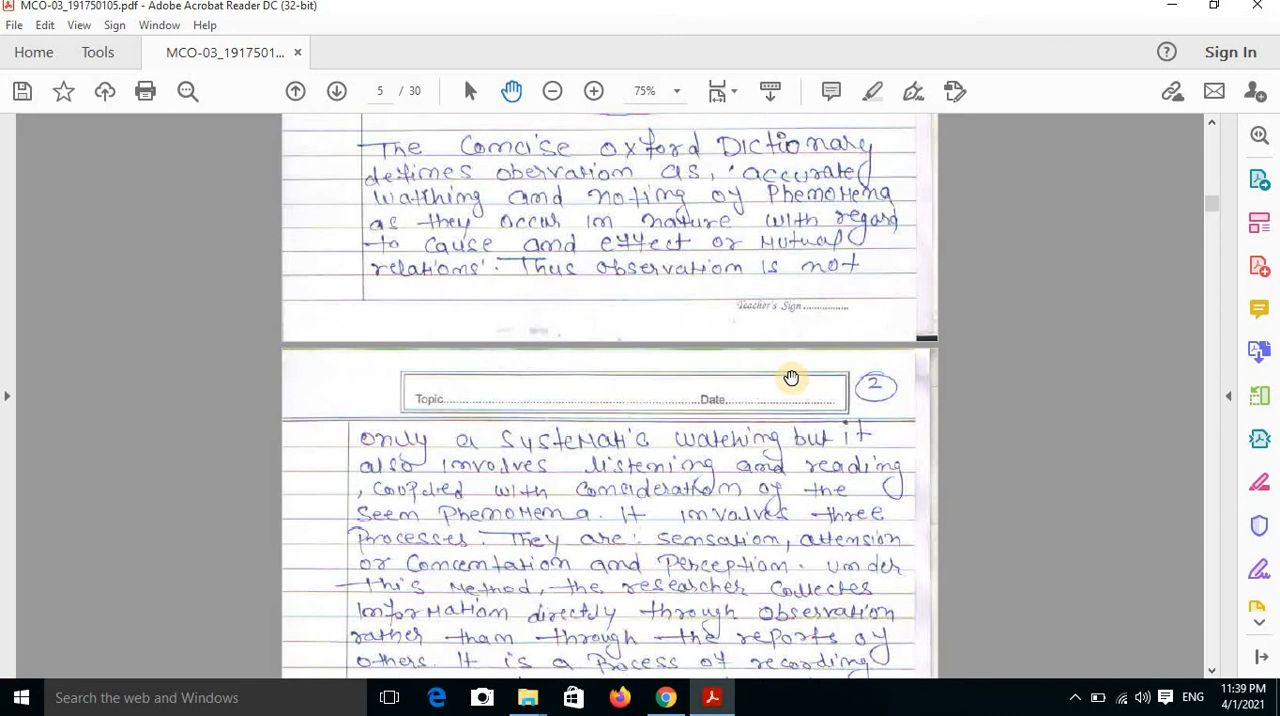 MCO-03_191750105.pdf - Adobe Acrobat Reader DC (32-bit)
File Edit View Sign Window Help
Home Tools MCO-03_1917501... × Sign In
5 / 30 75%
The Concise oxford Dictionary
defines obervation as, 'accurate
watching and noting of Phenomena
as they occur in nature with regard
to cause and effect or Mutual
relations'. Thus observation is not
Teacher's Sign................
Topic.................... Date....................
2
only a systematic watching but it
also involves listening and reading
, Coupled with Consideration of the
Seem Phenomena. It involves three
Processes. They are: sensation, attension
or Concentation and Perception. Under
this Method, the researcher Collectes
Information directly through Observation
rather than through the reports of
others. It is a Process of recording
Search the web and Windows
ENG
11:39 PM
4/1/2021